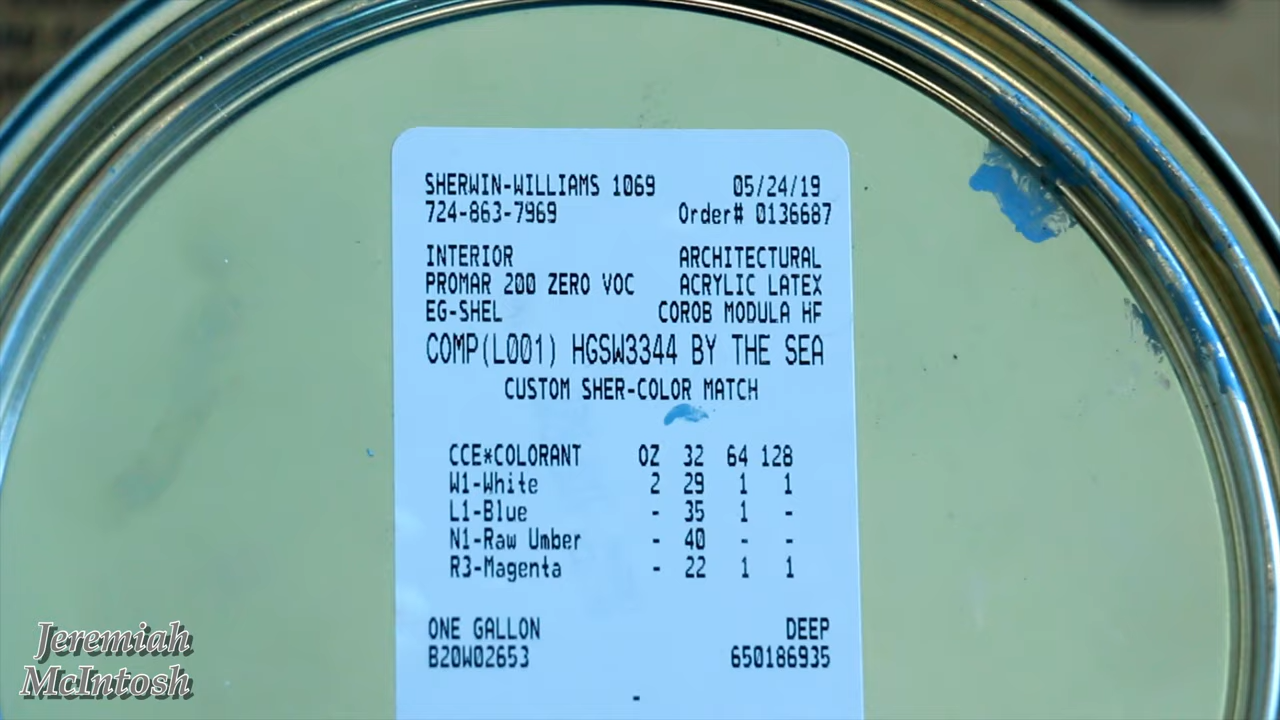 SHERWIN-WILLIAMS 1069 05/24/19
724-863-7969 Order# 0136687
INTERIOR ARCHITECTURAL
PROMAR 200 ZERO VOC ACRYLIC LATEX
EG-SHEL COROB MODULA HF
COMP(L001) HGSW3344 BY THE SEA
CUSTOM SHER-COLOR MATCH
CCE*COLORANT OZ 32 64 128
W1-White 2 29 1 1
L1-Blue - 35 1 -
N1-Raw Umber - 40 - -
R3-Magenta - 22 1 1
ONE GALLON DEEP
B20W02653 650186935
-
Jeremiah
McIntosh